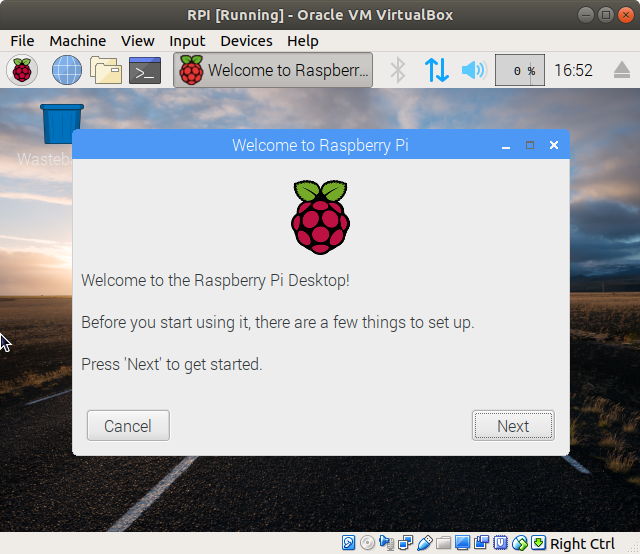 RPI [Running] - Oracle VM VirtualBox
File Machine View Input Devices Help
Welcome to Raspberr... 0 % 16:52
Welcome to Raspberry Pi
Welcome to the Raspberry Pi Desktop!
Before you start using it, there are a few things to set up.
Press 'Next' to get started.
Cancel Next
Right Ctrl